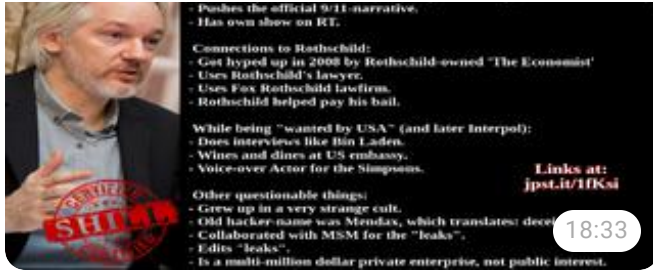 - Pushes the official 9/11-narrative.
- Has own show on RT.
Connections to Rothschild:
- Got hyped up in 2008 by Rothschild-owned 'The Economist'
- Uses Rothschild's lawyer.
- Uses Fox Rothschild lawfirm.
- Rothschild helped pay his bail.
While being "wanted by USA" (and later Interpol):
- Does interviews like Bin Laden.
- Wines and dines at US embassy.
- Voice-over Actor for the Simpsons.
Links at:
jpst.it/1fKsi
Other questionable things:
- Grew up in a very strange cult.
- Old hacker-name was Mendax, which translates:
- Collaborated with MSM for the "leaks".
- Edits "leaks".
- Is a multi-million dollar private enterprise, not public interest.
CERTIFIED
SHILL
18:33